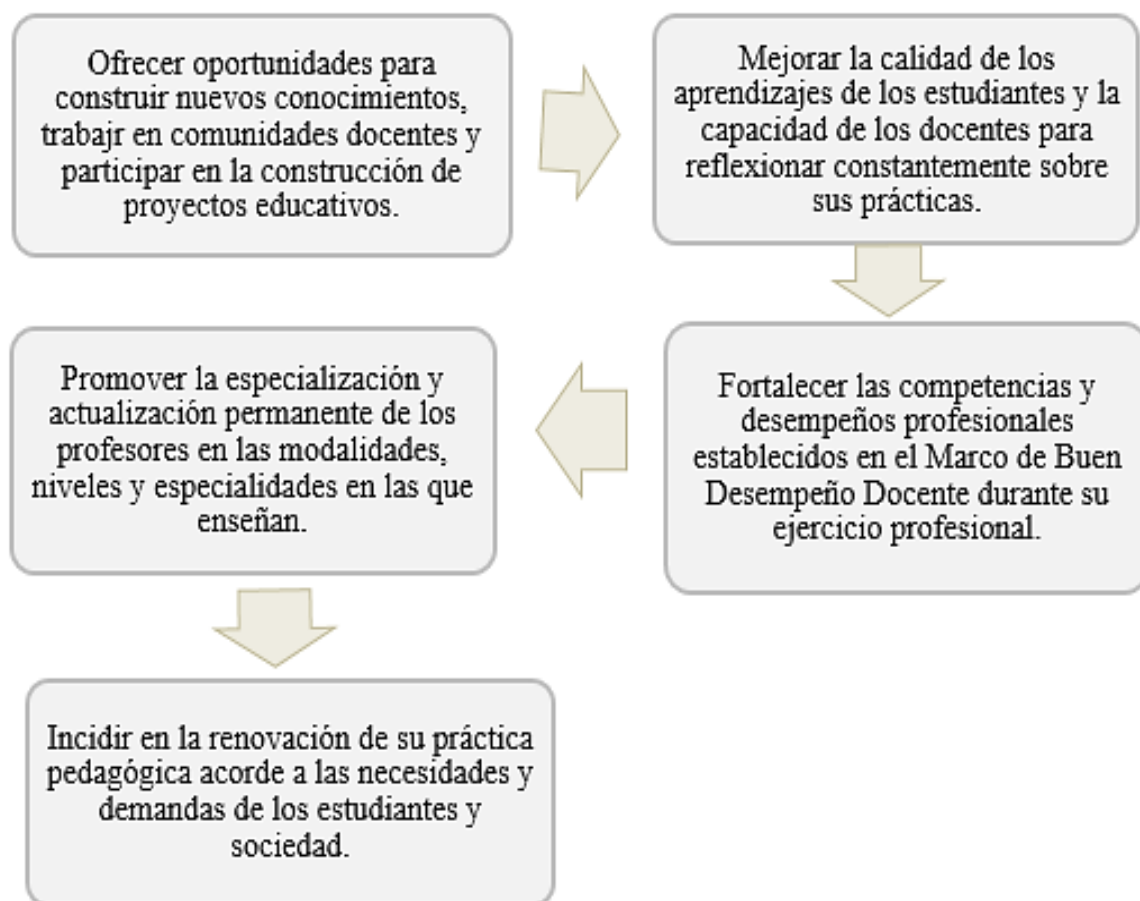 Ofrecer oportunidades para
construir nuevos conocimientos,
trabajr en comunidades docentes y
participar en la construcción de
proyectos educativos.
Mejorar la calidad de los
aprendizajes de los estudiantes y la
capacidad de los docentes para
reflexionar constantemente sobre
sus prácticas.
Fortalecer las competencias y
desempeños profesionales
establecidos en el Marco de Buen
Desempeño Docente durante su
ejercicio profesional.
Promover la especialización y
actualización permanente de los
profesores en las modalidades,
niveles y especialidades en las que
enseñan.
Incidir en la renovación de su práctica
pedagógica acorde a las necesidades y
demandas de los estudiantes y
sociedad.